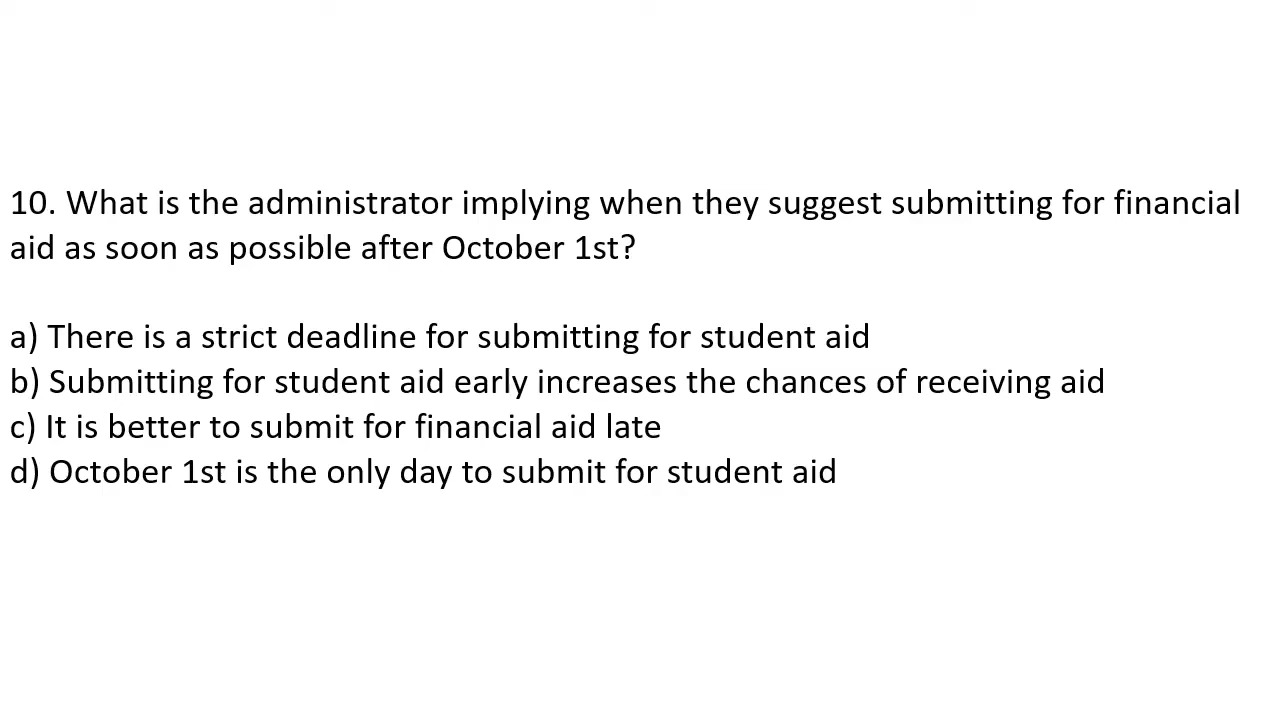 10. What is the administrator implying when they suggest submitting for financial
aid as soon as possible after October 1st?
a) There is a strict deadline for submitting for student aid
b) Submitting for student aid early increases the chances of receiving aid
c) It is better to submit for financial aid late
d) October 1st is the only day to submit for student aid